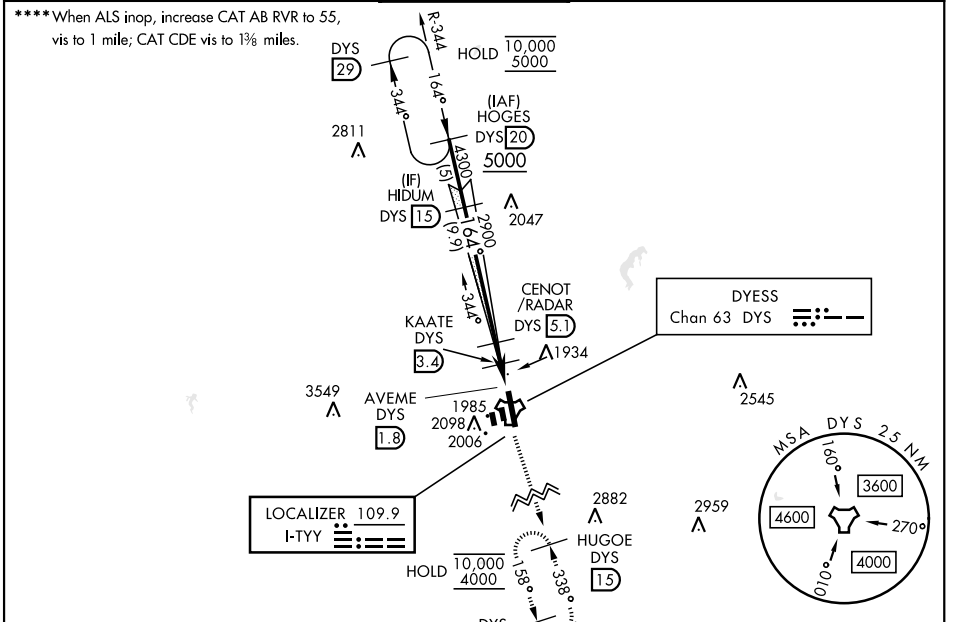 ****When ALS inop, increase CAT AB RVR to 55,
vis to 1 mile; CAT CDE vis to 1⅜ miles.
R-344
DYS
29
HOLD 10,000
5000
164°
344°
(IAF)
HOGES
DYS 20
5000
2811
4300
(5)
(IF)
HIDUM
DYS 15
2047
2900
164°
(9.9)
344°
CENOT
/RADAR
DYS 5.1
DYESS
Chan 63 DYS
KAATE
DYS
3.4
1934
3549
AVEME
DYS
1.8
1985
2098
2006
2545
MSA DYS 25 NM
160°
3600
4600
270°
4000
010°
LOCALIZER 109.9
I-TYY
2882
2959
HUGOE
DYS
15
HOLD 10,000
4000
158°
338°
DYS